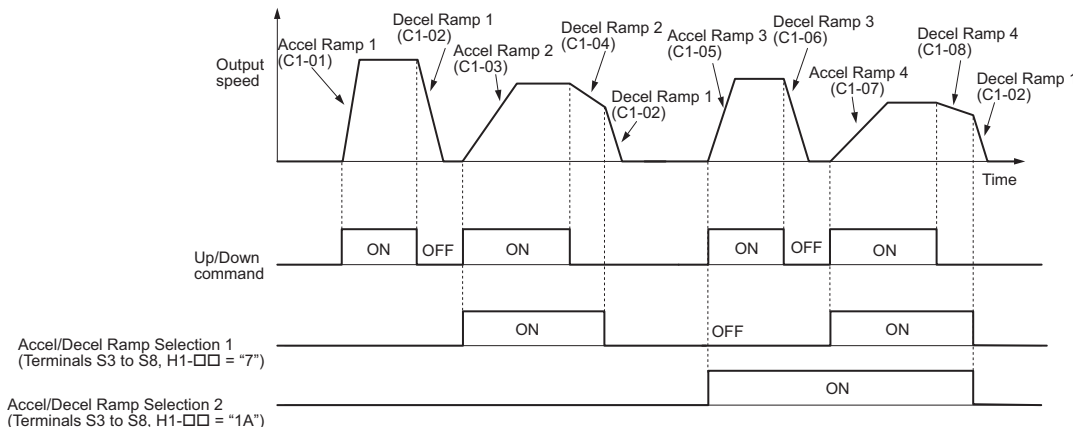 Output
speed
Accel Ramp 1
(C1-01)
Decel Ramp 1
(C1-02)
Accel Ramp 2
(C1-03)
Decel Ramp 2
(C1-04)
Decel Ramp 1
(C1-02)
Accel Ramp 3
(C1-05)
Decel Ramp 3
(C1-06)
Accel Ramp 4
(C1-07)
Decel Ramp 4
(C1-08)
Decel Ramp 1
(C1-02)
Time
Up/Down
command
ON
OFF
ON
ON
OFF
ON
Accel/Decel Ramp Selection 1
(Terminals S3 to S8, H1-□□ = “7”)
ON
OFF
ON
Accel/Decel Ramp Selection 2
(Terminals S3 to S8, H1-□□ = “1A”)
ON